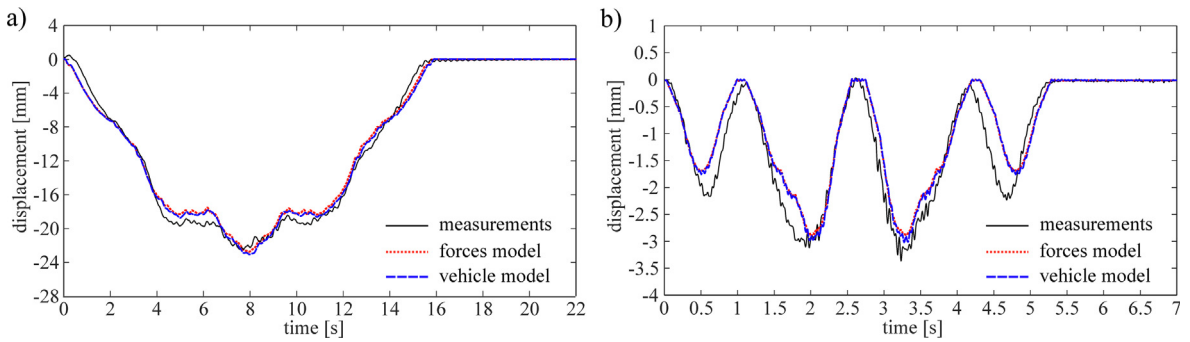 a)
displacement [mm]
4
0
-4
-8
-12
-16
-20
-24
-28
measurements
forces model
vehicle model
0 2 4 6 8 10 12 14 16 18 20 22
time [s]
b)
displacement [mm]
1
0.5
0
-0.5
-1
-1.5
-2
-2.5
-3
-3.5
-4
measurements
forces model
vehicle model
0 0.5 1 1.5 2 2.5 3 3.5 4 4.5 5 5.5 6 6.5 7
time [s]